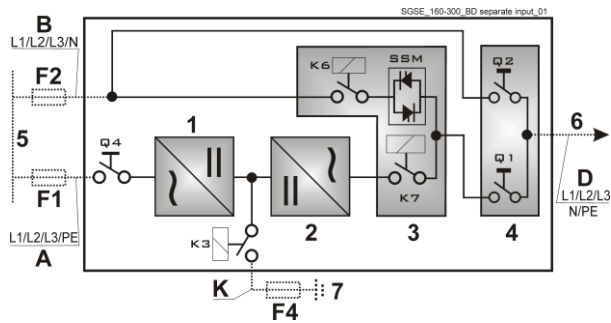 SGSE_160-300_BD separate input_01
B
L1/L2/L3/N
F2
K6
SSM
Q2
5
Q4
1
6
F1
Q1
D
L1/L2/L3
N/PE
K7
L1/L2/L3/PE
A
K3
2
3
4
K
F4
7